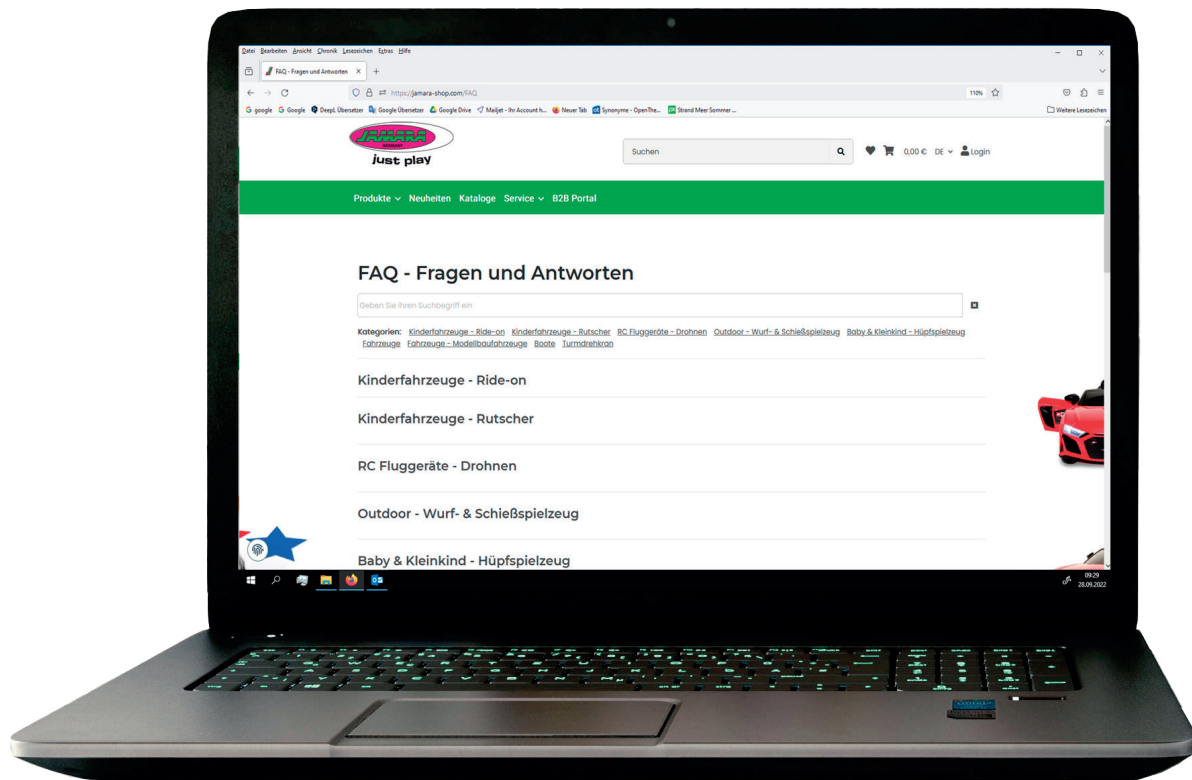 Datei Bearbeiten Ansicht Chronik Lesezeichen Extras Hilfe
FAQ - Fragen und Antworten
https://jamara-shop.com/FAQ
110%
google Google DeepL Übersetzer Google Übersetzer Google Drive Mailjet - Ihr Account h... Neuer Tab Synonyme - OpenThe... Strand Meer Sommer ... Weitere Lesezeichen
JAMARA
GERMANY
just play
Suchen
0,00 € DE Login
Produkte Neuheiten Kataloge Service B2B Portal
FAQ - Fragen und Antworten
Geben Sie ihren Suchbegriff ein
Kategorien: Kinderfahrzeuge - Ride-on Kinderfahrzeuge - Rutscher RC Fluggeräte - Drohnen Outdoor - Wurf- & Schießspielzeug Baby & Kleinkind - Hüpfspielzeug
Fahrzeuge Fahrzeuge - Modellbaufahrzeuge Boote Turmdrehkran
Kinderfahrzeuge - Ride-on
Kinderfahrzeuge - Rutscher
RC Fluggeräte - Drohnen
Outdoor - Wurf- & Schießspielzeug
Baby & Kleinkind - Hüpfspielzeug
09:29
28.09.2022